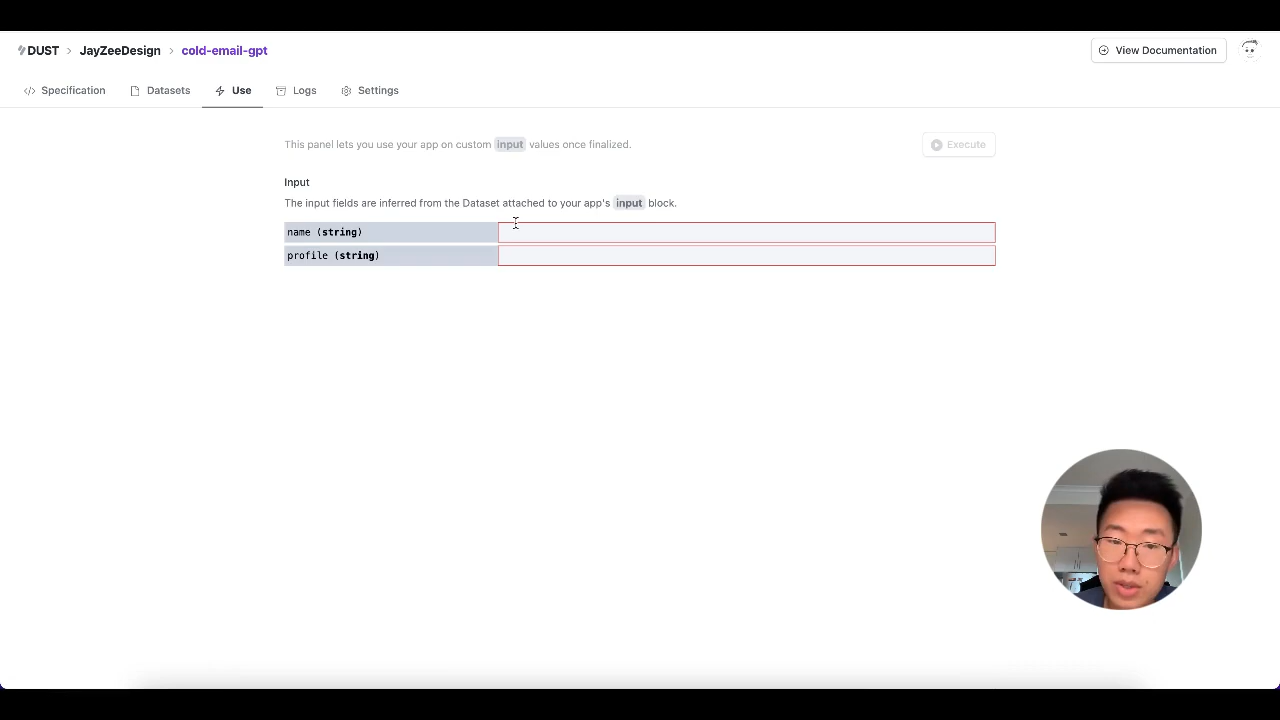 DUST > JayZeeDesign > cold-email-gpt
View Documentation
Specification Datasets Use Logs Settings
This panel lets you use your app on custom input values once finalized.
Execute
Input
The input fields are inferred from the Dataset attached to your app's input block.
name (string)
profile (string)